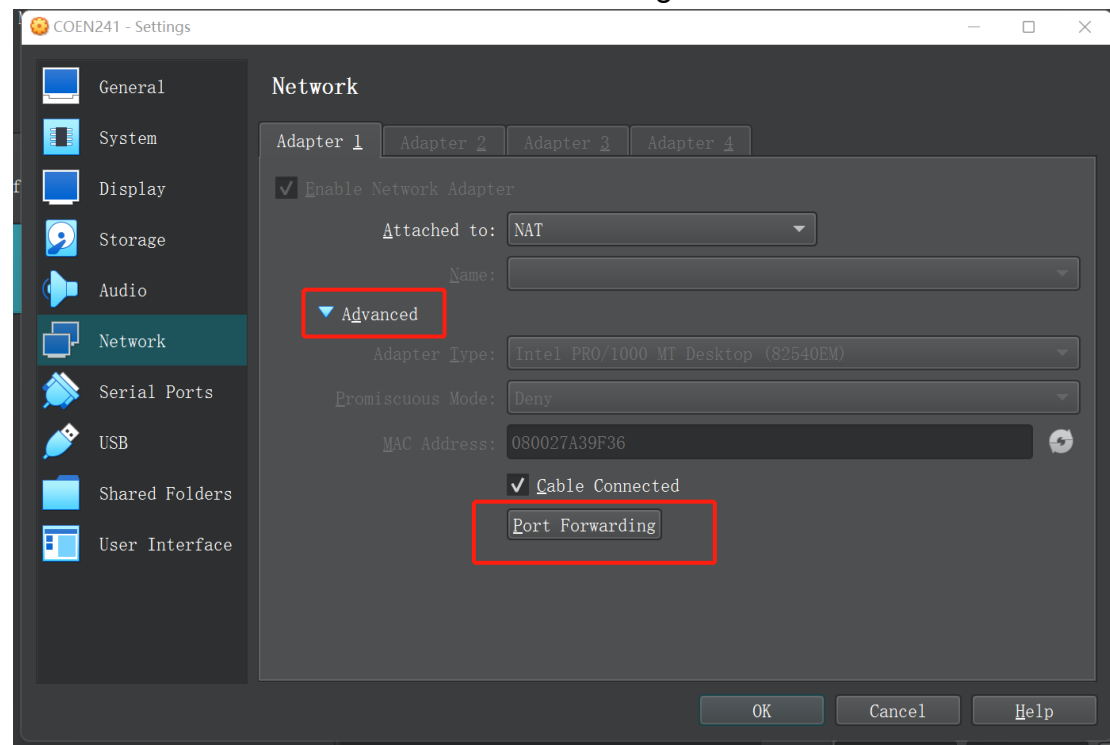 COEN241 - Settings
General
System
Display
Storage
Audio
Network
Serial Ports
USB
Shared Folders
User Interface
Network
Adapter 1 Adapter 2 Adapter 3 Adapter 4
Enable Network Adapter
Attached to: NAT
Name:
Advanced
Adapter Type: Intel PRO/1000 MT Desktop (82540EM)
Promiscuous Mode: Deny
MAC Address: 080027A39F36
Cable Connected
Port Forwarding
OK Cancel Help